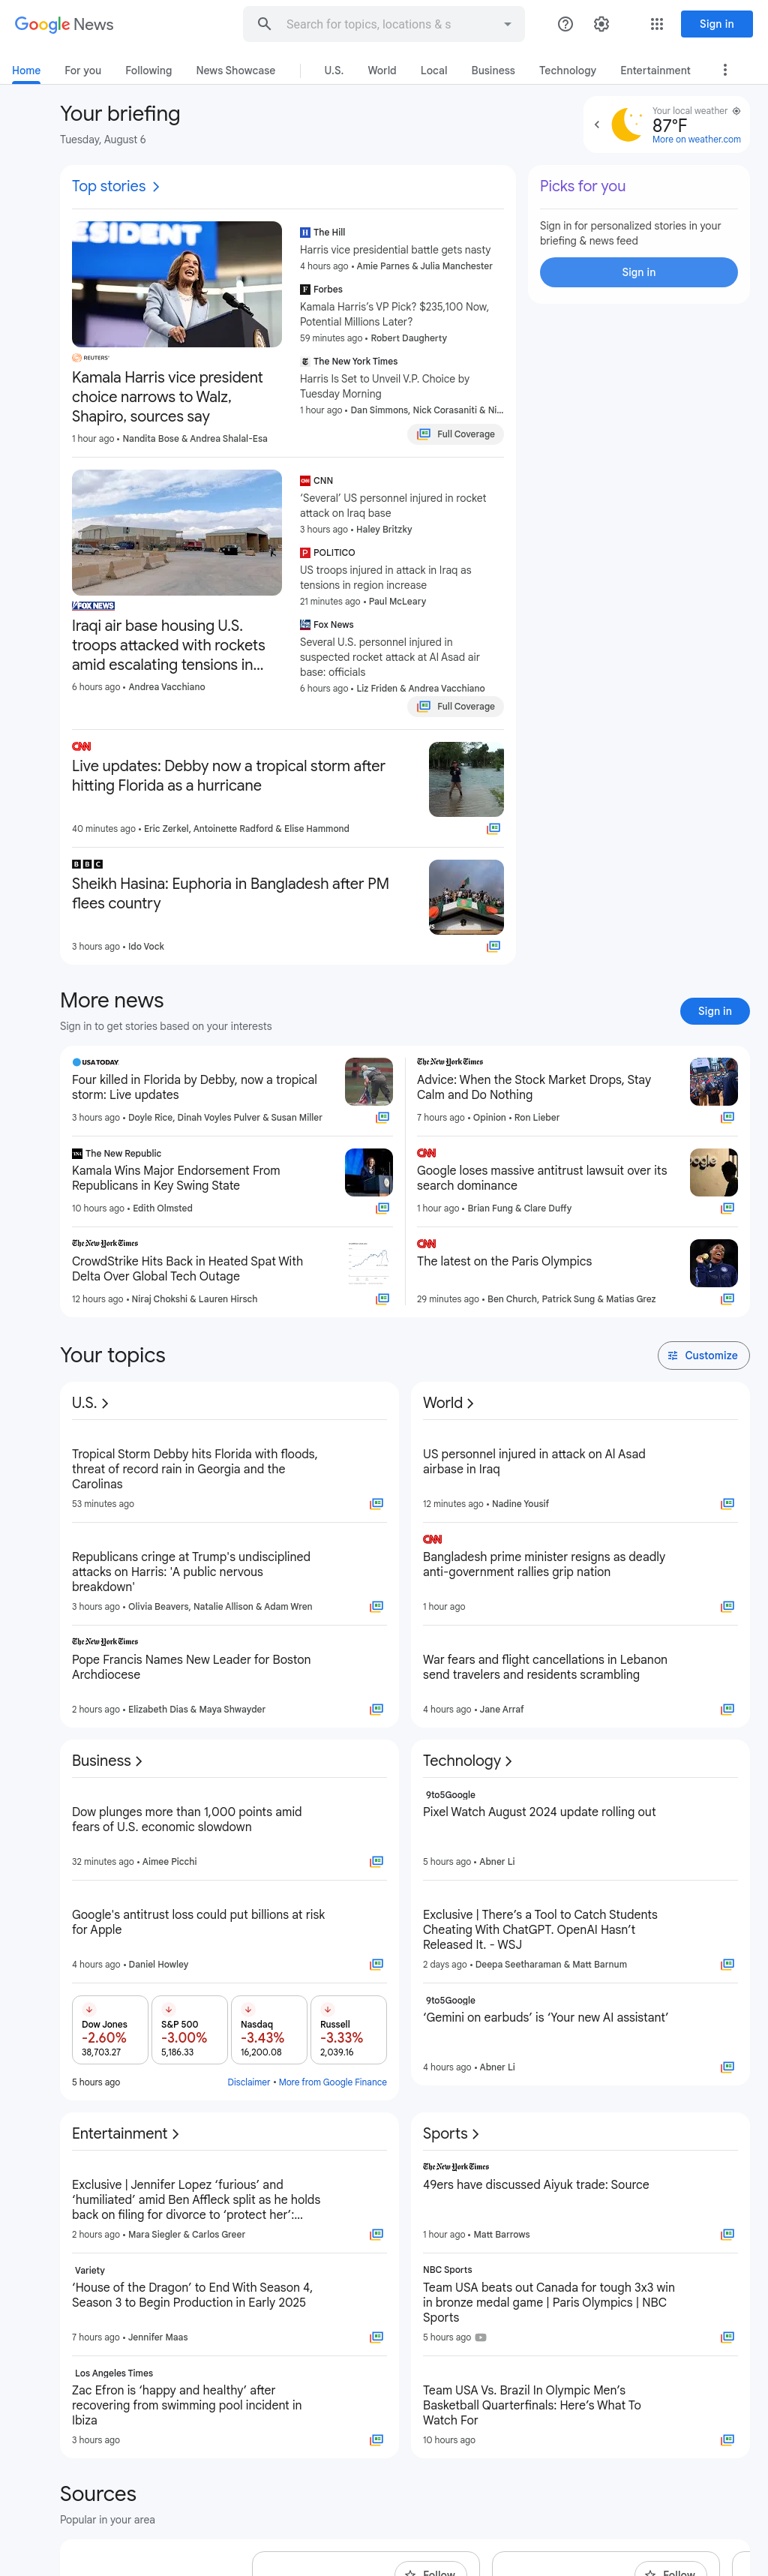 Google News
Search for topics, locations & s
Sign in
Home
For you
Following
News Showcase
U.S.
World
Local
Business
Technology
Entertainment
Your briefing
Tuesday, August 6
Your local weather
87°F
More on weather.com
Top stories
ESIDENT
REUTERS
Kamala Harris vice president
choice narrows to Walz,
Shapiro, sources say
1 hour ago • Nandita Bose & Andrea Shalal-Esa
The Hill
Harris vice presidential battle gets nasty
4 hours ago • Amie Parnes & Julia Manchester
Forbes
Kamala Harris’s VP Pick? $235,100 Now,
Potential Millions Later?
59 minutes ago • Robert Daugherty
The New York Times
Harris Is Set to Unveil V.P. Choice by
Tuesday Morning
1 hour ago • Dan Simmons, Nick Corasaniti & Ni...
Full Coverage
Picks for you
Sign in for personalized stories in your
briefing & news feed
Sign in
FOX NEWS
Iraqi air base housing U.S.
troops attacked with rockets
amid escalating tensions in...
6 hours ago • Andrea Vacchiano
CNN
‘Several’ US personnel injured in rocket
attack on Iraq base
3 hours ago • Haley Britzky
POLITICO
US troops injured in attack in Iraq as
tensions in region increase
21 minutes ago • Paul McLeary
Fox News
Several U.S. personnel injured in
suspected rocket attack at Al Asad air
base: officials
6 hours ago • Liz Friden & Andrea Vacchiano
Full Coverage
CNN
Live updates: Debby now a tropical storm after
hitting Florida as a hurricane
40 minutes ago • Eric Zerkel, Antoinette Radford & Elise Hammond
BBC
Sheikh Hasina: Euphoria in Bangladesh after PM
flees country
3 hours ago • Ido Vock
More news
Sign in to get stories based on your interests
Sign in
USA TODAY
Four killed in Florida by Debby, now a tropical
storm: Live updates
3 hours ago • Doyle Rice, Dinah Voyles Pulver & Susan Miller
The New York Times
Advice: When the Stock Market Drops, Stay
Calm and Do Nothing
7 hours ago • Opinion • Ron Lieber
TNR The New Republic
Kamala Wins Major Endorsement From
Republicans in Key Swing State
10 hours ago • Edith Olmsted
CNN
Google loses massive antitrust lawsuit over its
search dominance
1 hour ago • Brian Fung & Clare Duffy
The New York Times
CrowdStrike Hits Back in Heated Spat With
Delta Over Global Tech Outage
12 hours ago • Niraj Chokshi & Lauren Hirsch
CNN
The latest on the Paris Olympics
29 minutes ago • Ben Church, Patrick Sung & Matias Grez
Your topics
Customize
U.S.
Tropical Storm Debby hits Florida with floods,
threat of record rain in Georgia and the
Carolinas
53 minutes ago
Republicans cringe at Trump's undisciplined
attacks on Harris: 'A public nervous
breakdown'
3 hours ago • Olivia Beavers, Natalie Allison & Adam Wren
The New York Times
Pope Francis Names New Leader for Boston
Archdiocese
2 hours ago • Elizabeth Dias & Maya Shwayder
World
US personnel injured in attack on Al Asad
airbase in Iraq
12 minutes ago • Nadine Yousif
CNN
Bangladesh prime minister resigns as deadly
anti-government rallies grip nation
1 hour ago
War fears and flight cancellations in Lebanon
send travelers and residents scrambling
4 hours ago • Jane Arraf
Business
Dow plunges more than 1,000 points amid
fears of U.S. economic slowdown
32 minutes ago • Aimee Picchi
Google's antitrust loss could put billions at risk
for Apple
4 hours ago • Daniel Howley
Dow Jones
-2.60%
38,703.27
S&P 500
-3.00%
5,186.33
Nasdaq
-3.43%
16,200.08
Russell
-3.33%
2,039.16
5 hours ago
Disclaimer • More from Google Finance
Technology
9to5Google
Pixel Watch August 2024 update rolling out
5 hours ago • Abner Li
Exclusive | There’s a Tool to Catch Students
Cheating With ChatGPT. OpenAI Hasn’t
Released It. - WSJ
2 days ago • Deepa Seetharaman & Matt Barnum
9to5Google
‘Gemini on earbuds’ is ‘Your new AI assistant’
4 hours ago • Abner Li
Entertainment
Exclusive | Jennifer Lopez ‘furious’ and
‘humiliated’ amid Ben Affleck split as he holds
back on filing for divorce to ‘protect her’:...
2 hours ago • Mara Siegler & Carlos Greer
Variety
‘House of the Dragon’ to End With Season 4,
Season 3 to Begin Production in Early 2025
7 hours ago • Jennifer Maas
Los Angeles Times
Zac Efron is ‘happy and healthy’ after
recovering from swimming pool incident in
Ibiza
3 hours ago
Sports
The New York Times
49ers have discussed Aiyuk trade: Source
1 hour ago • Matt Barrows
NBC Sports
Team USA beats out Canada for tough 3x3 win
in bronze medal game | Paris Olympics | NBC
Sports
5 hours ago
Team USA Vs. Brazil In Olympic Men’s
Basketball Quarterfinals: Here’s What To
Watch For
10 hours ago
Sources
Popular in your area
Follow
Follow